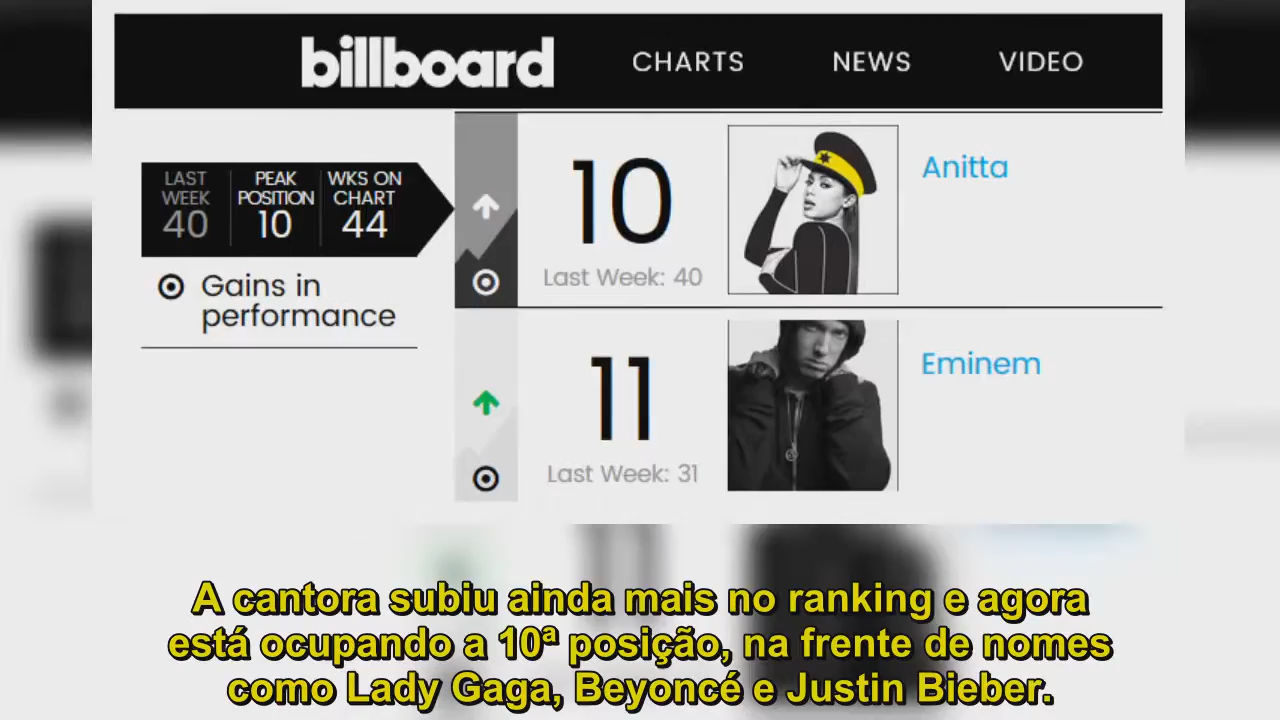 billboard CHARTS NEWS VIDEO
LAST WEEK 40
PEAK POSITION 10
WKS ON CHART 44
Gains in
performance
10
Last Week: 40
Anitta
11
Last Week: 31
Eminem
A cantora subiu ainda mais no ranking e agora
está ocupando a 10ª posição, na frente de nomes
como Lady Gaga, Beyoncé e Justin Bieber.